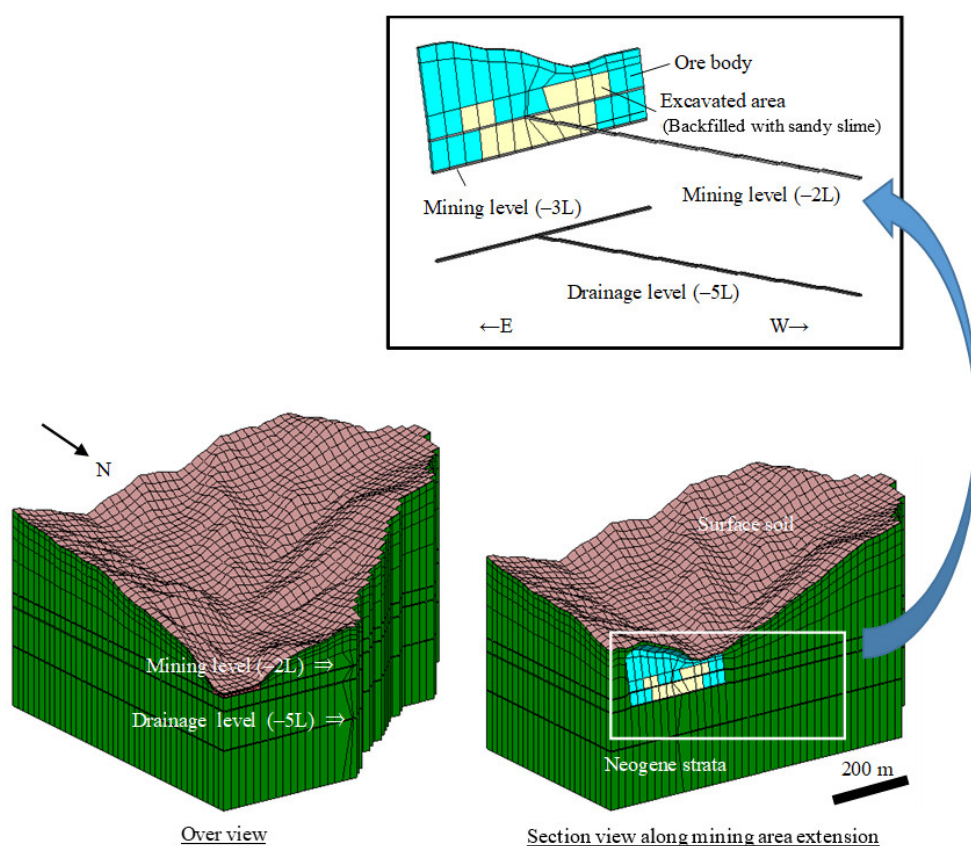 Ore body
Excavated area
(Backfilled with sandy slime)
Mining level (–3L)
Mining level (–2L)
Drainage level (–5L)
←E
W→
N
Surface soil
Mining level (–2L) ⇒
Drainage level (–5L) ⇒
Neogene strata
200 m
Over view
Section view along mining area extension